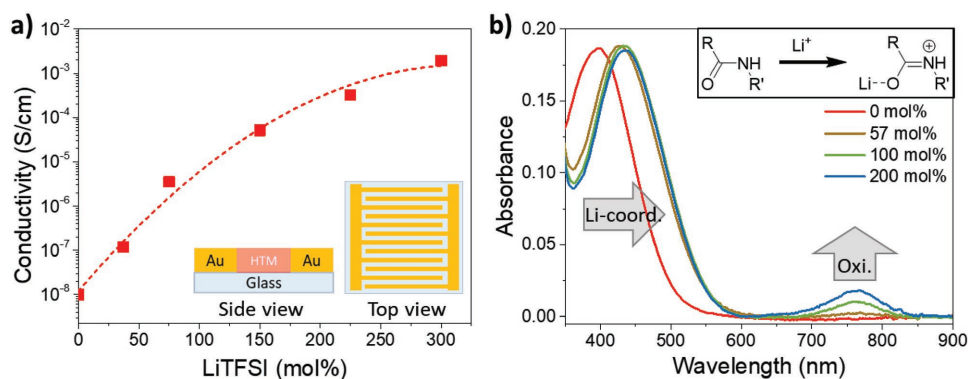 a)
Conductivity (S/cm)
10⁻²
10⁻³
10⁻⁴
10⁻⁵
10⁻⁶
10⁻⁷
10⁻⁸
0 50 100 150 200 250 300
LiTFSI (mol%)
Au HTM Au
Glass
Side view
Top view
b)
Absorbance
0.20
0.15
0.10
0.05
0.00
400 500 600 700 800 900
Wavelength (nm)
Li-coord.
Oxi.
R
O
NH
R'
Li⁺
R
Li--O
⊕
NH
R'
0 mol%
57 mol%
100 mol%
200 mol%